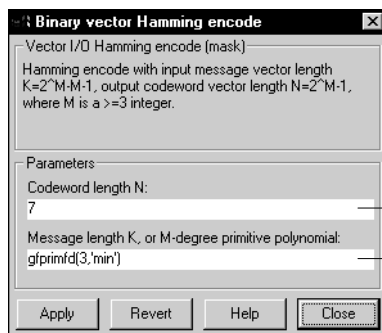 Binary vector Hamming encode
Vector I/O Hamming encode (mask)
Hamming encode with input message vector length
K=2^M-M-1, output codeword vector length N=2^M-1,
where M is a >=3 integer.
Parameters
Codeword length N:
7
Message length K, or M-degree primitive polynomial:
gfprimfd(3,'min')
Apply Revert Help Close